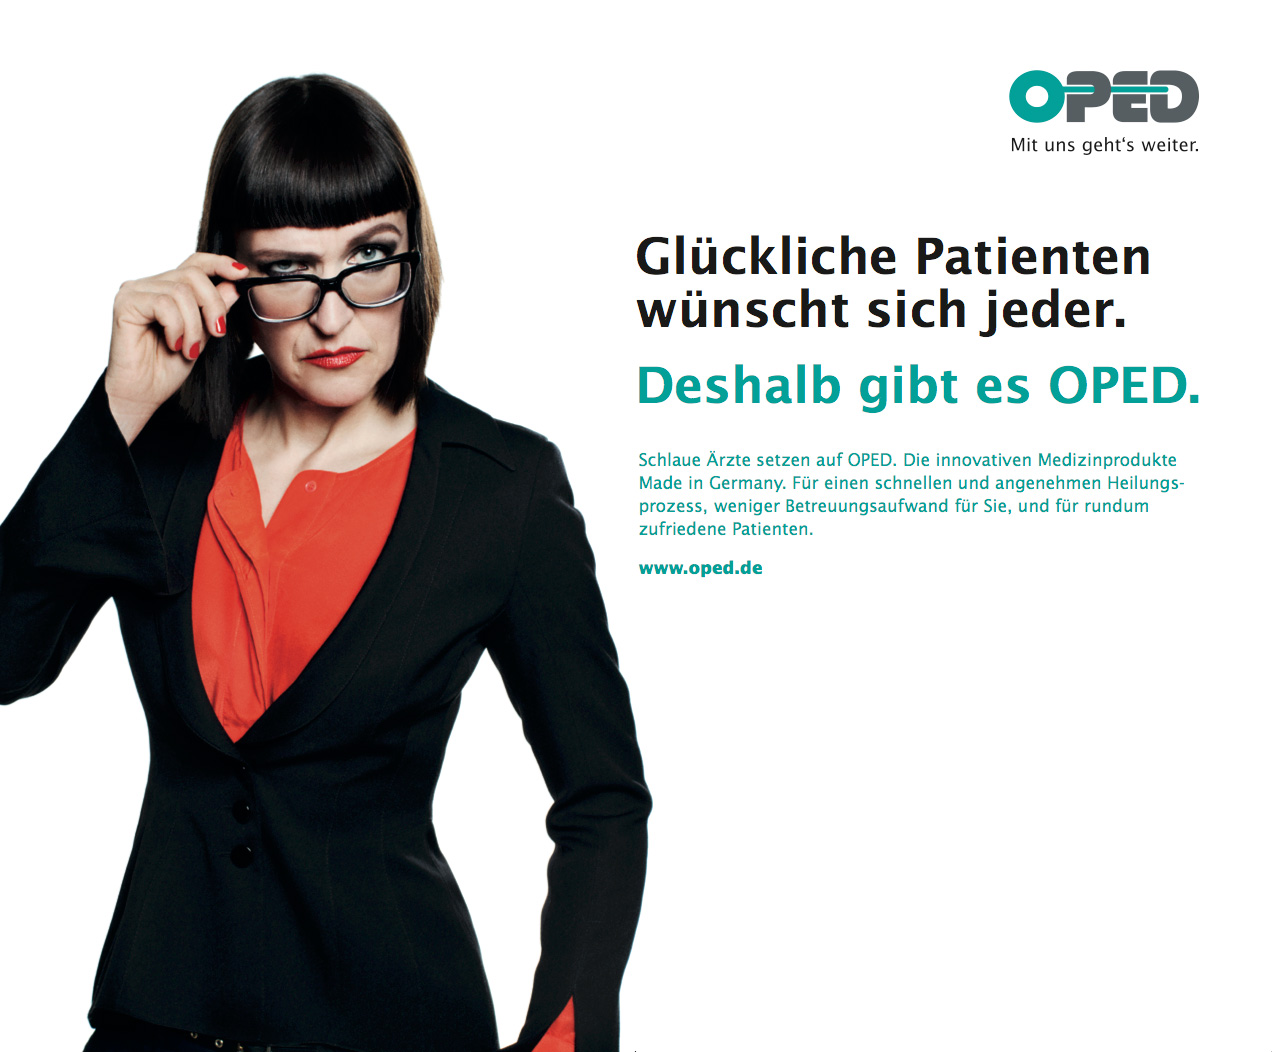 OPED
Mit uns geht‘s weiter.
Glückliche Patienten
wünscht sich jeder.
Deshalb gibt es OPED.
Schlaue Ärzte setzen auf OPED. Die innovativen Medizinprodukte
Made in Germany. Für einen schnellen und angenehmen Heilungs-
prozess, weniger Betreuungsaufwand für Sie, und für rundum
zufriedene Patienten.
www.oped.de